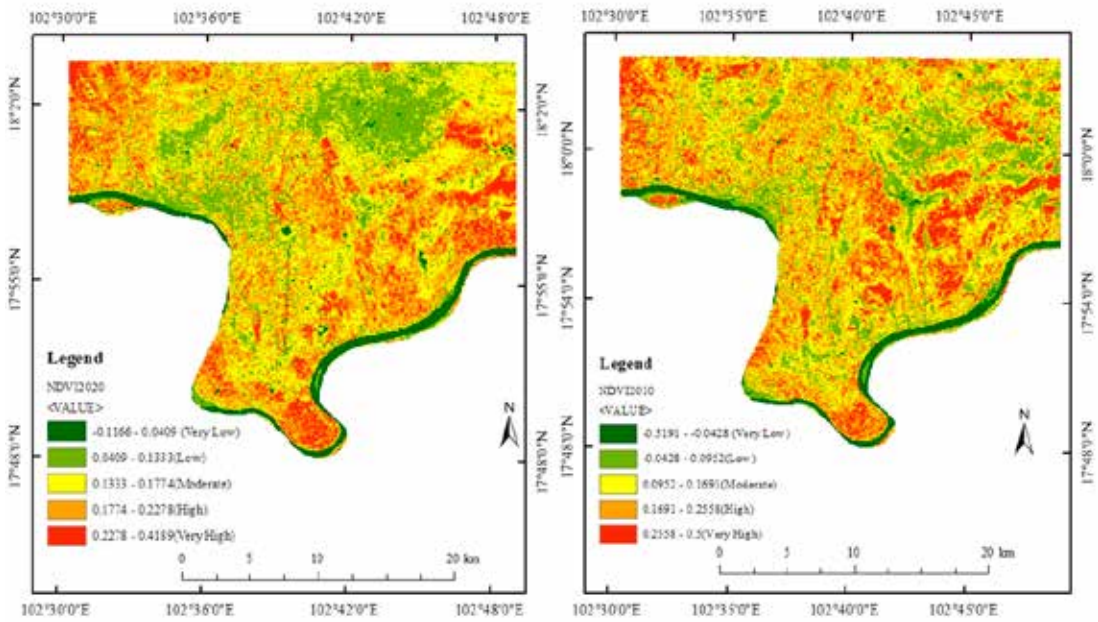 102°30'0"E 102°36'0"E 102°42'0"E 102°48'0"E
18°2'0"N
18°2'0"N
17°55'0"N
17°55'0"N
17°48'0"N
17°48'0"N
Legend
NDVI2020
<VALUE>
-0.1166 - 0.0409 (Very Low)
0.0409 - 0.1333(Low)
0.1333 - 0.1774(Moderate)
0.1774 - 0.2278(High)
0.2278 - 0.4189(Very High)
N
0 5 10 20 km
102°30'0"E 102°36'0"E 102°42'0"E 102°48'0"E
102°30'0"E 102°35'0"E 102°40'0"E 102°45'0"E
18°0'0"N
18°0'0"N
17°54'0"N
17°54'0"N
17°48'0"N
17°48'0"N
Legend
NDVI2010
<VALUE>
-0.0428 (Very Low)
-0.0428 - 0.0952(Low)
0.0952 - 0.1691(Moderate)
0.1691 - 0.2558(High)
0.2558 - 0.5(Very High)
N
0 5 10 20 km
102°30'0"E 102°35'0"E 102°40'0"E 102°45'0"E